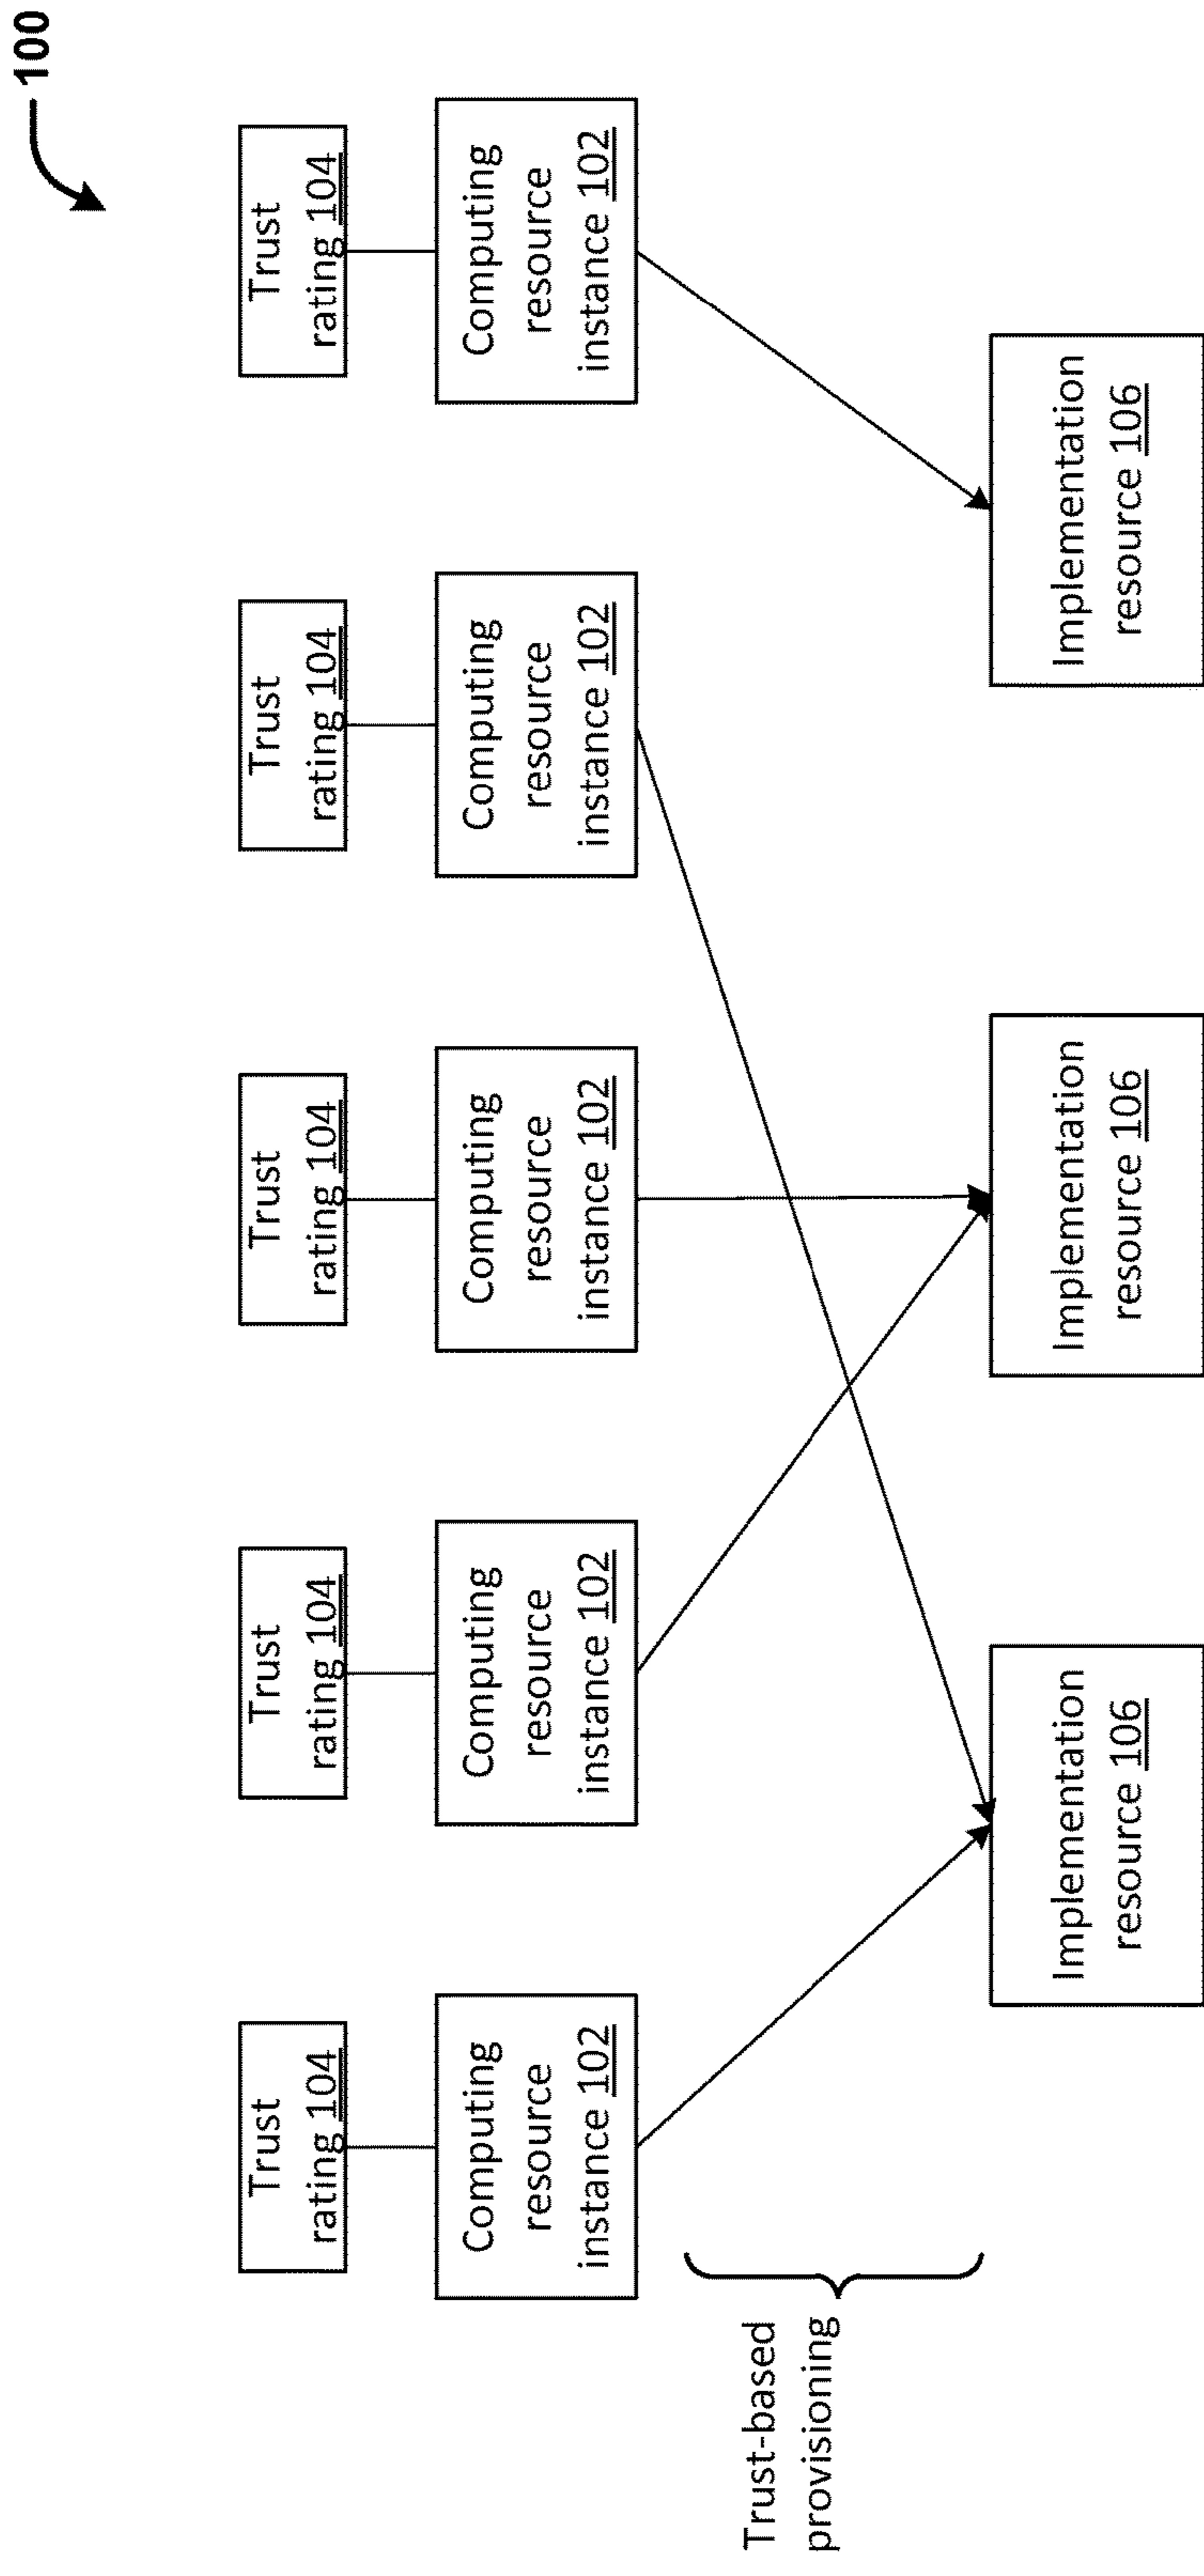 100
Trust
rating 104
Trust
rating 104
Trust
rating 104
Trust
rating 104
Trust
rating 104
Computing
resource
instance 102
Computing
resource
instance 102
Computing
resource
instance 102
Computing
resource
instance 102
Computing
resource
instance 102
Trust-based
provisioning
Implementation
resource 106
Implementation
resource 106
Implementation
resource 106